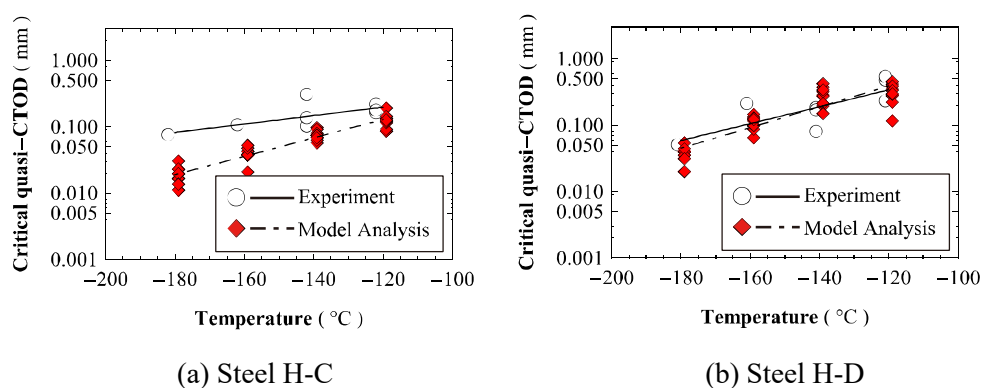 Critical quasi−CTOD ( mm )
1.000
0.500
0.100
0.050
0.010
0.005
0.001
Experiment
Model Analysis
−200 −180 −160 −140 −120 −100
Temperature ( °C )
(a) Steel H-C
Critical quasi−CTOD ( mm )
1.000
0.500
0.100
0.050
0.010
0.005
0.001
Experiment
Model Analysis
−200 −180 −160 −140 −120 −100
Temperature ( °C )
(b) Steel H-D